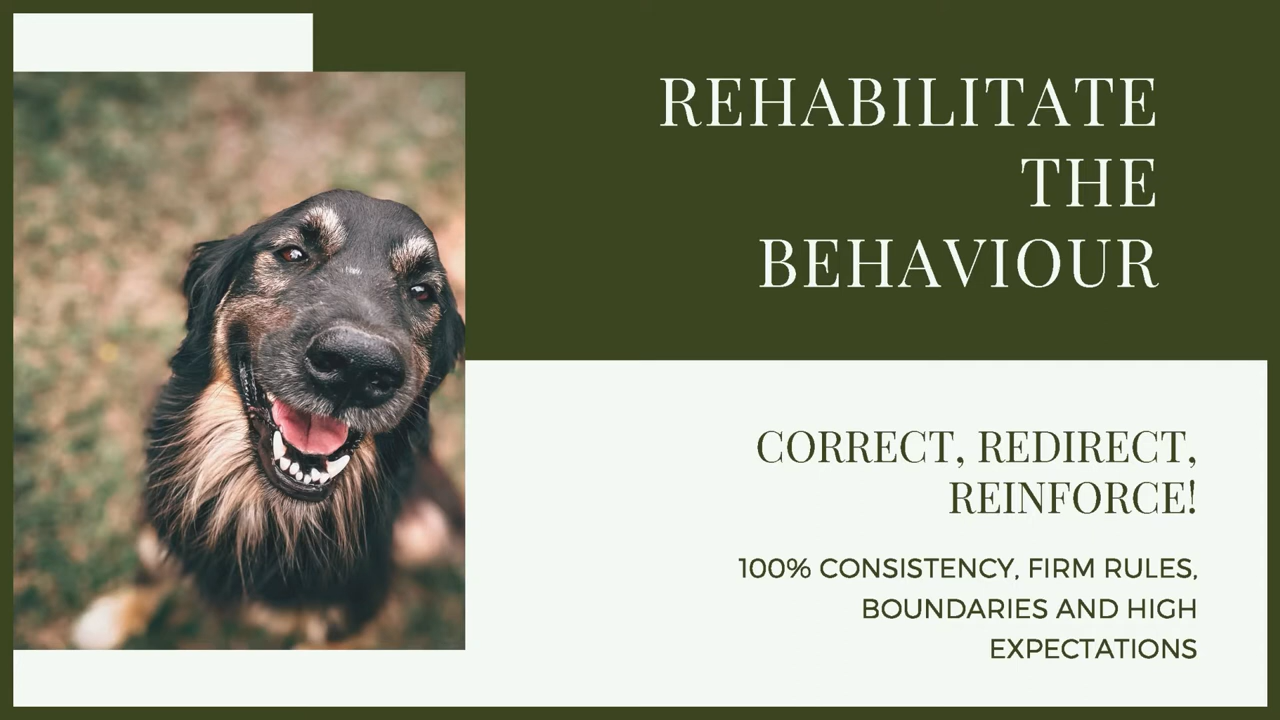 REHABILITATE
THE
BEHAVIOUR
CORRECT, REDIRECT,
REINFORCE!
100% CONSISTENCY, FIRM RULES,
BOUNDARIES AND HIGH
EXPECTATIONS